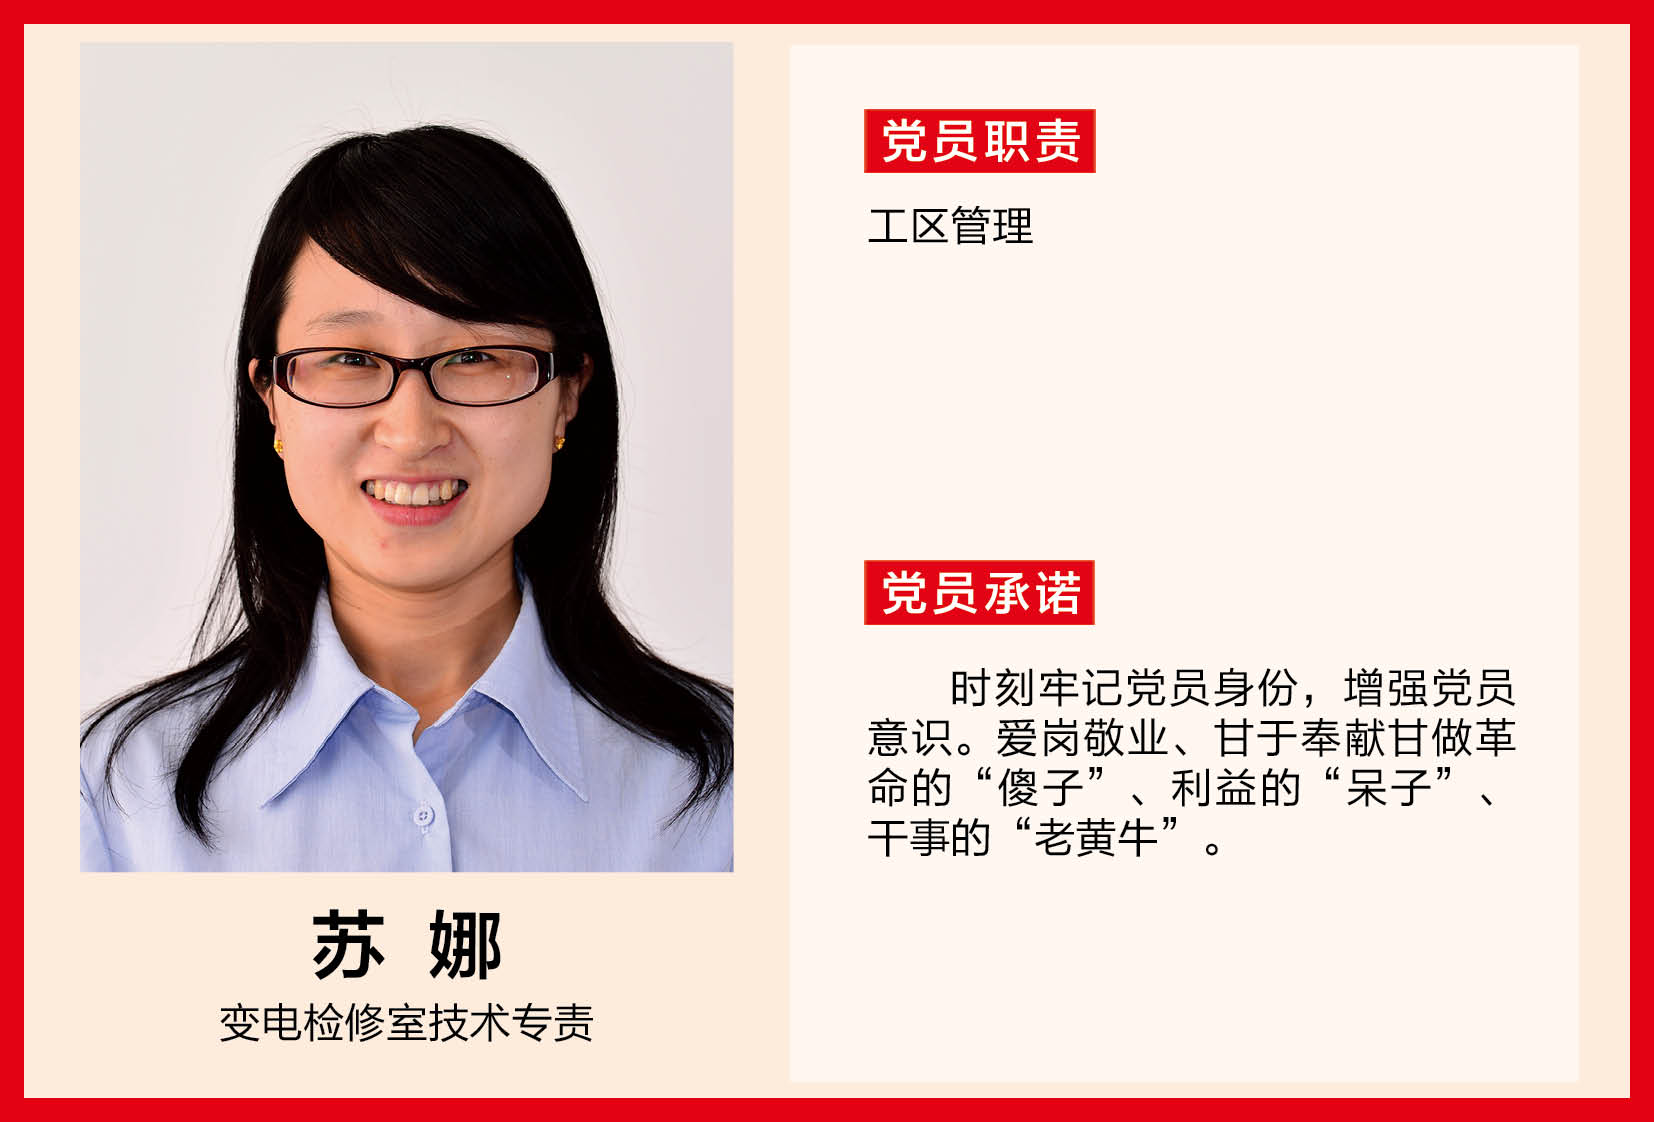 党员职责
工区管理
党员承诺
时刻牢记党员身份，增强党员
意识。爱岗敬业、甘于奉献甘做革
命的“傻子”、利益的“呆子”、
干事的“老黄牛”。
苏 娜
变电检修室技术专责